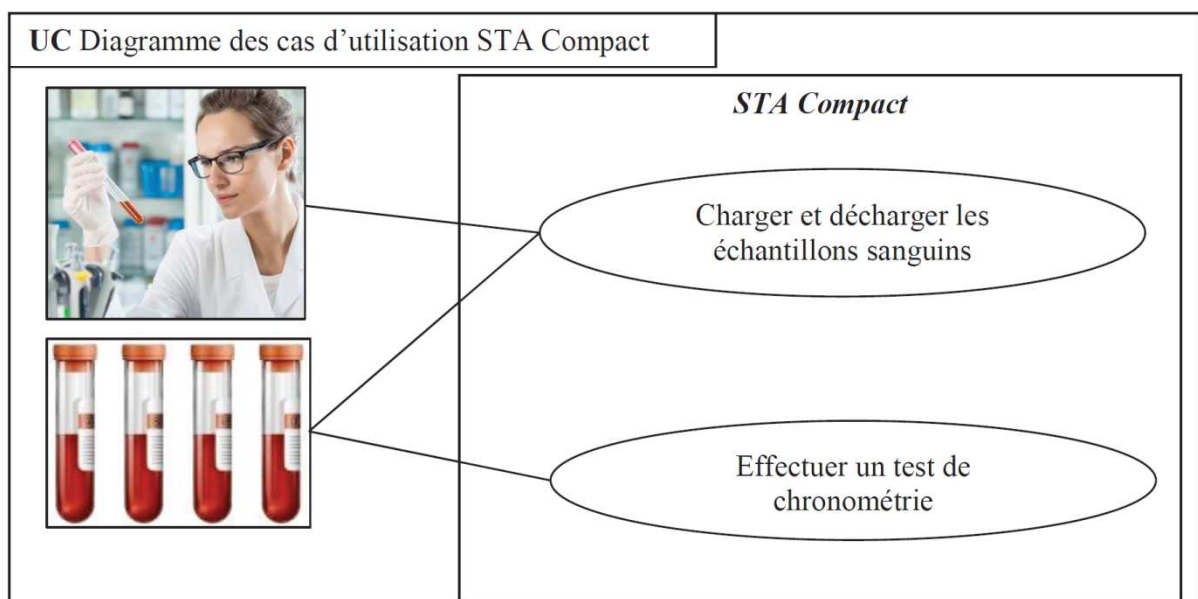 UC Diagramme des cas d’utilisation STA Compact
STA Compact
Charger et décharger les
échantillons sanguins
Effectuer un test de
chronométrie